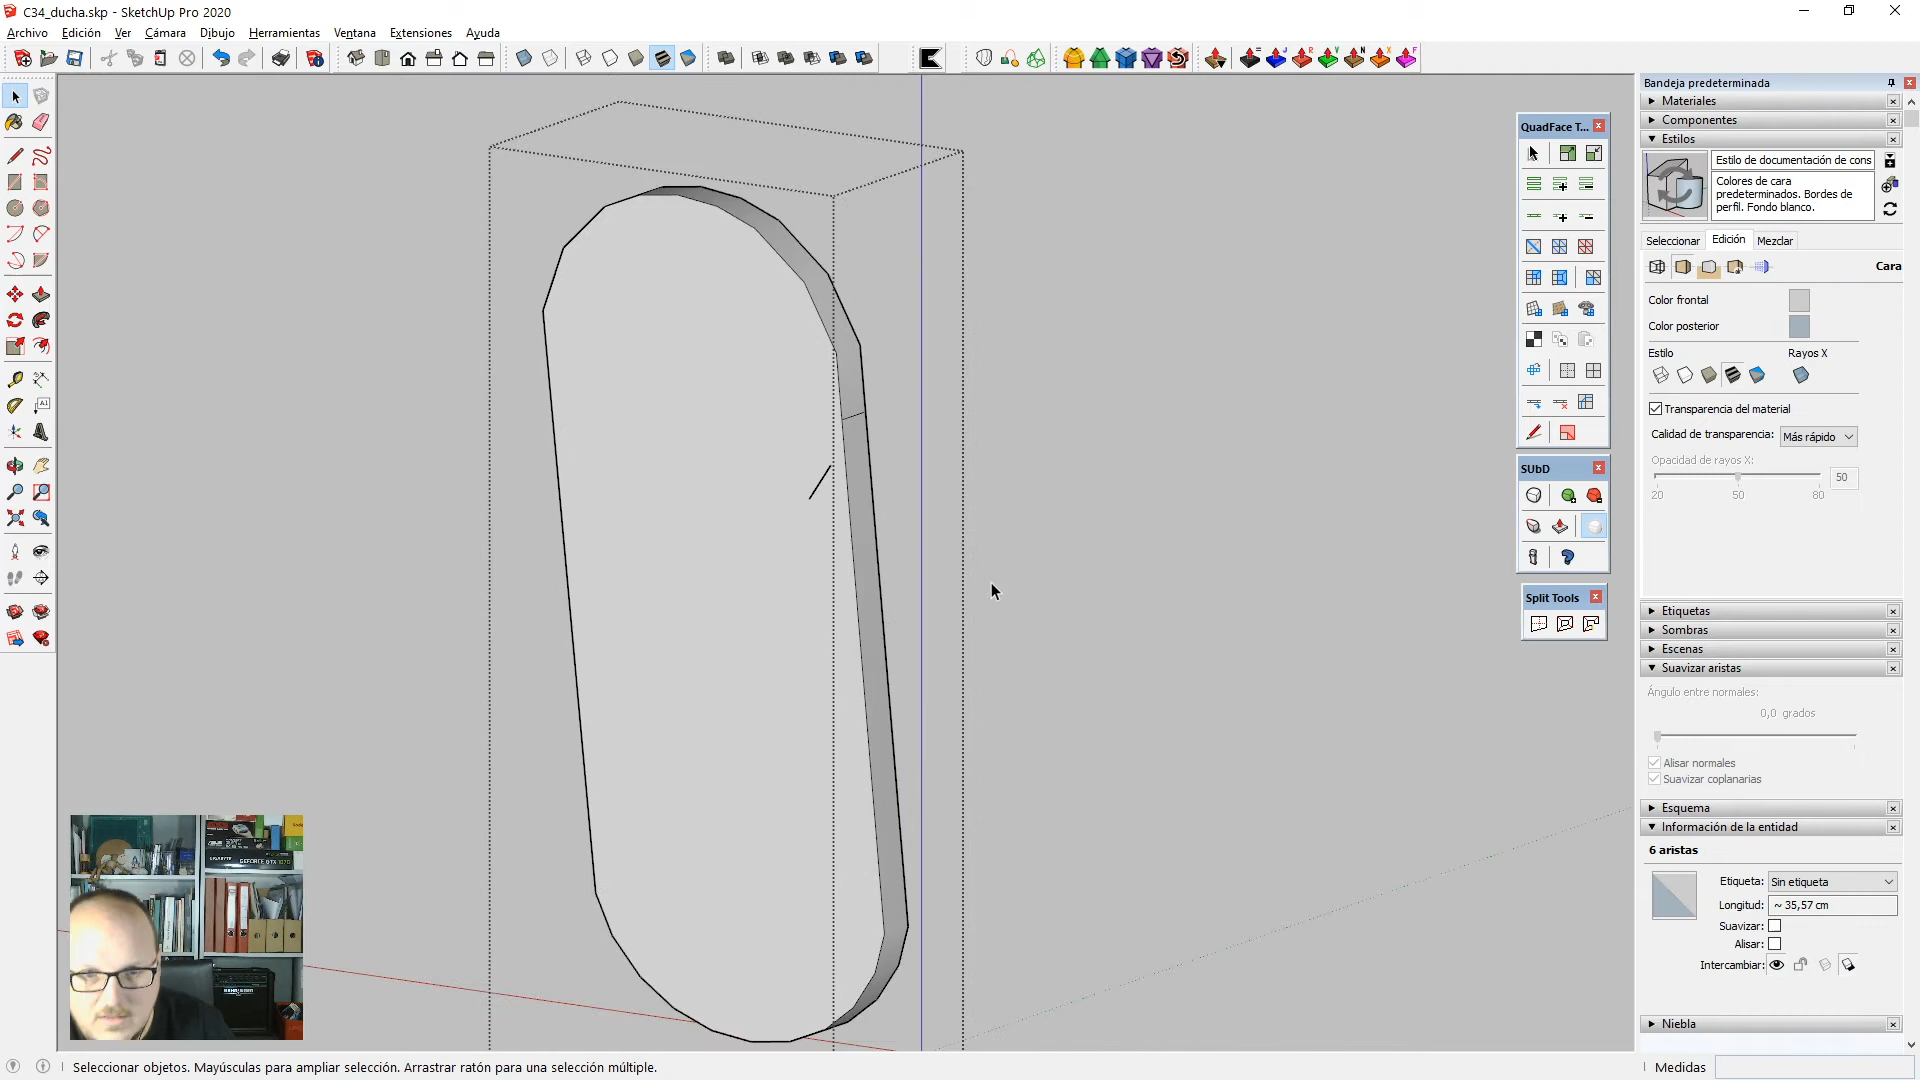 C34_ducha.skp - SketchUp Pro 2020
Archivo Edición Ver Cámara Dibujo Herramientas Ventana Extensiones Ayuda
Bandeja predeterminada
Materiales
Componentes
Estilos
Estilo de documentación de cons
Colores de cara
predeterminados. Bordes de
perfil. Fondo blanco.
Seleccionar Edición Mezclar
Cara
Color frontal
Color posterior
Estilo Rayos X
Transparencia del material
Calidad de transparencia: Más rápido
Opacidad de rayos X:
50
20 50 80
QuadFace T...
SUbD
Split Tools
Etiquetas
Sombras
Escenas
Suavizar aristas
Ángulo entre normales:
0,0 grados
Alisar normales
Suavizar coplanarias
Esquema
Información de la entidad
6 aristas
Etiqueta: Sin etiqueta
Longitud: ~ 35,57 cm
Suavizar:
Alisar:
Intercambiar:
Niebla
GIGABYTE
GEFORCE GTX 1070
Seleccionar objetos. Mayúsculas para ampliar selección. Arrastrar ratón para una selección múltiple.
Medidas